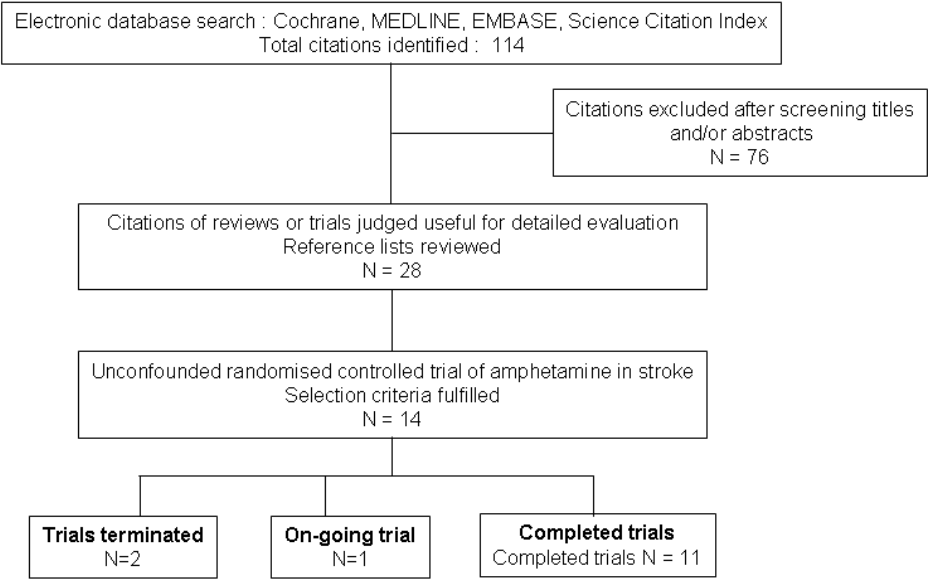 Electronic database search : Cochrane, MEDLINE, EMBASE, Science Citation Index
Total citations identified : 114
Citations excluded after screening titles
and/or abstracts
N = 76
Citations of reviews or trials judged useful for detailed evaluation
Reference lists reviewed
N = 28
Unconfounded randomised controlled trial of amphetamine in stroke
Selection criteria fulfilled
N = 14
Trials terminated
N=2
On-going trial
N=1
Completed trials
Completed trials N = 11